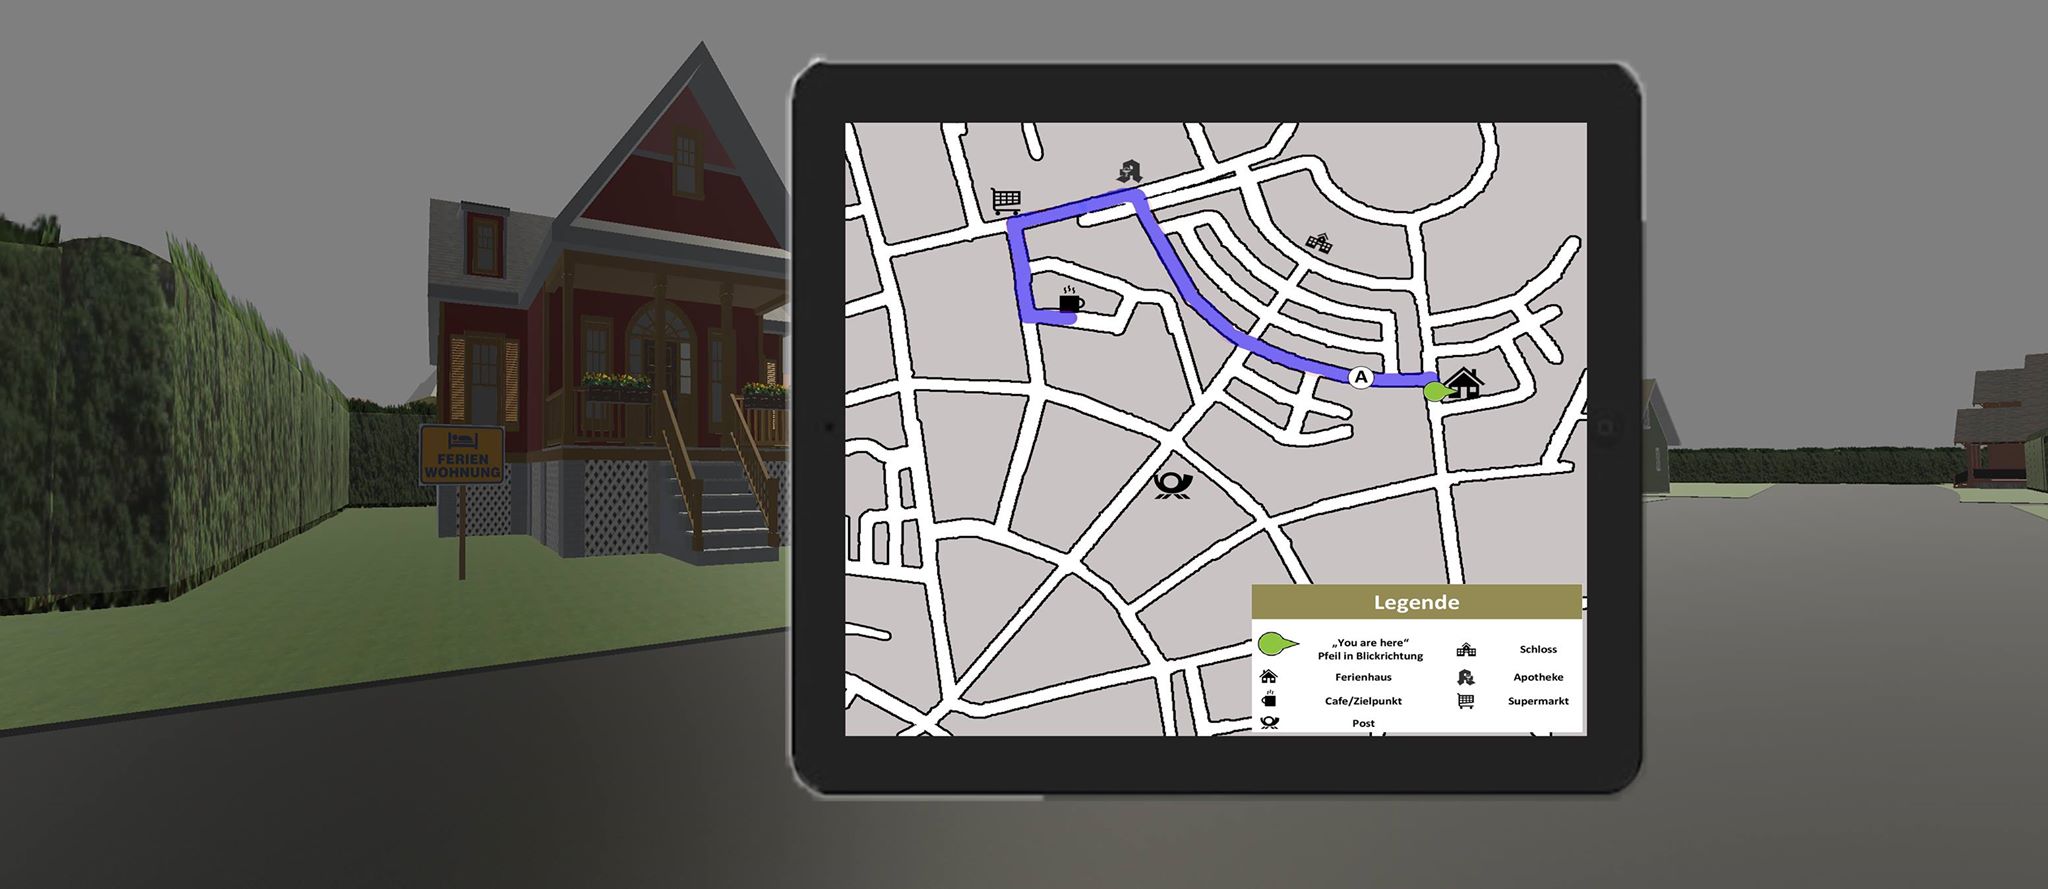 FERIEN
WOHNUNG
A
Legende
„You are here“
Pfeil in Blickrichtung
Schloss
Ferienhaus
Apotheke
Cafe/Zielpunkt
Supermarkt
Post